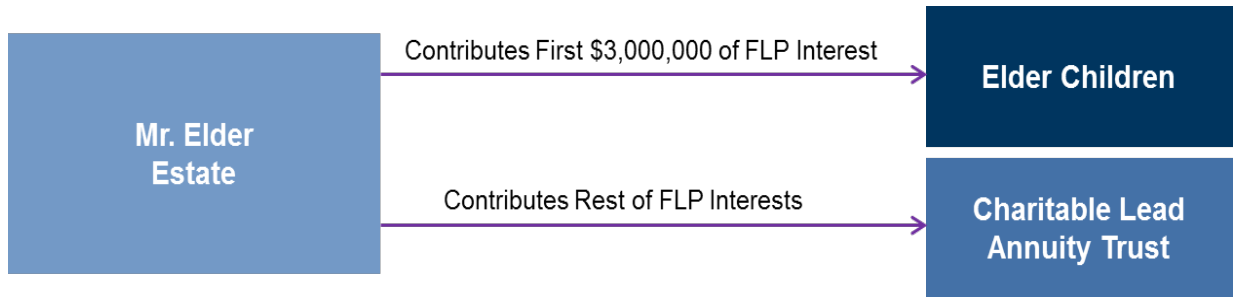 Mr. Elder
Estate
Contributes First $3,000,000 of FLP Interest
Elder Children
Contributes Rest of FLP Interests
Charitable Lead
Annuity Trust